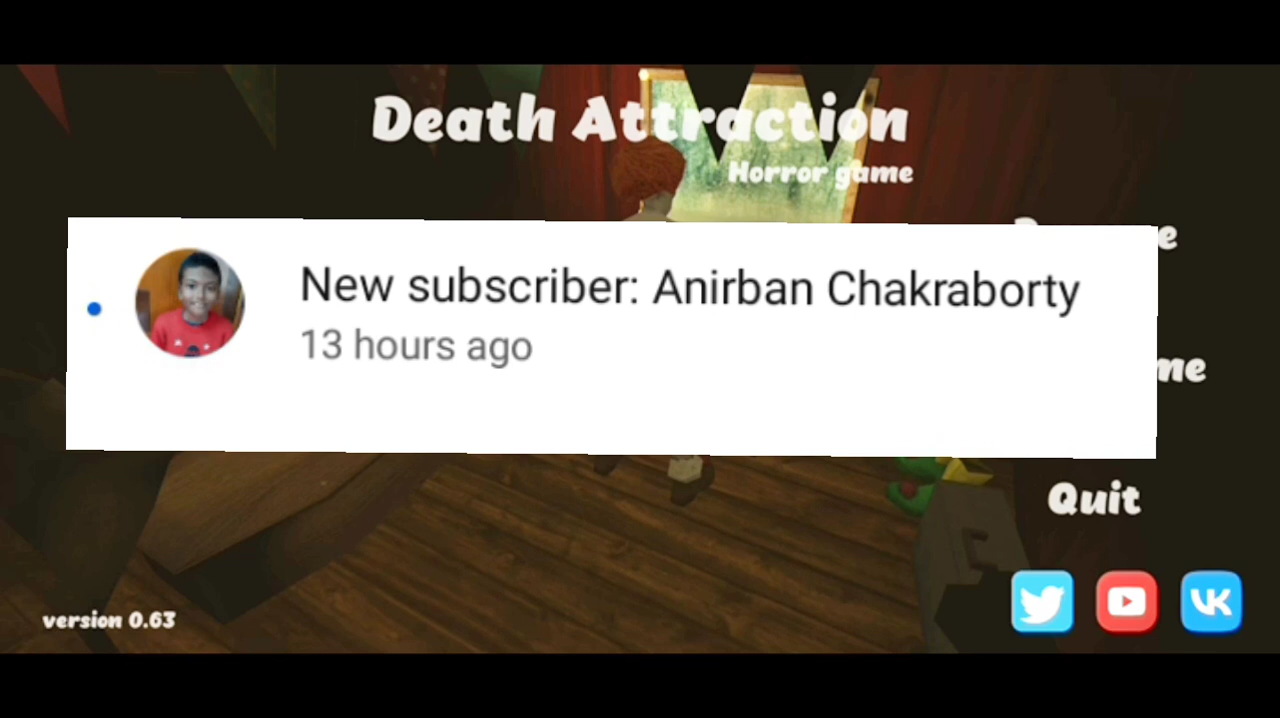 Death Attraction
Horror game
New subscriber: Anirban Chakraborty
13 hours ago
Quit
version 0.63